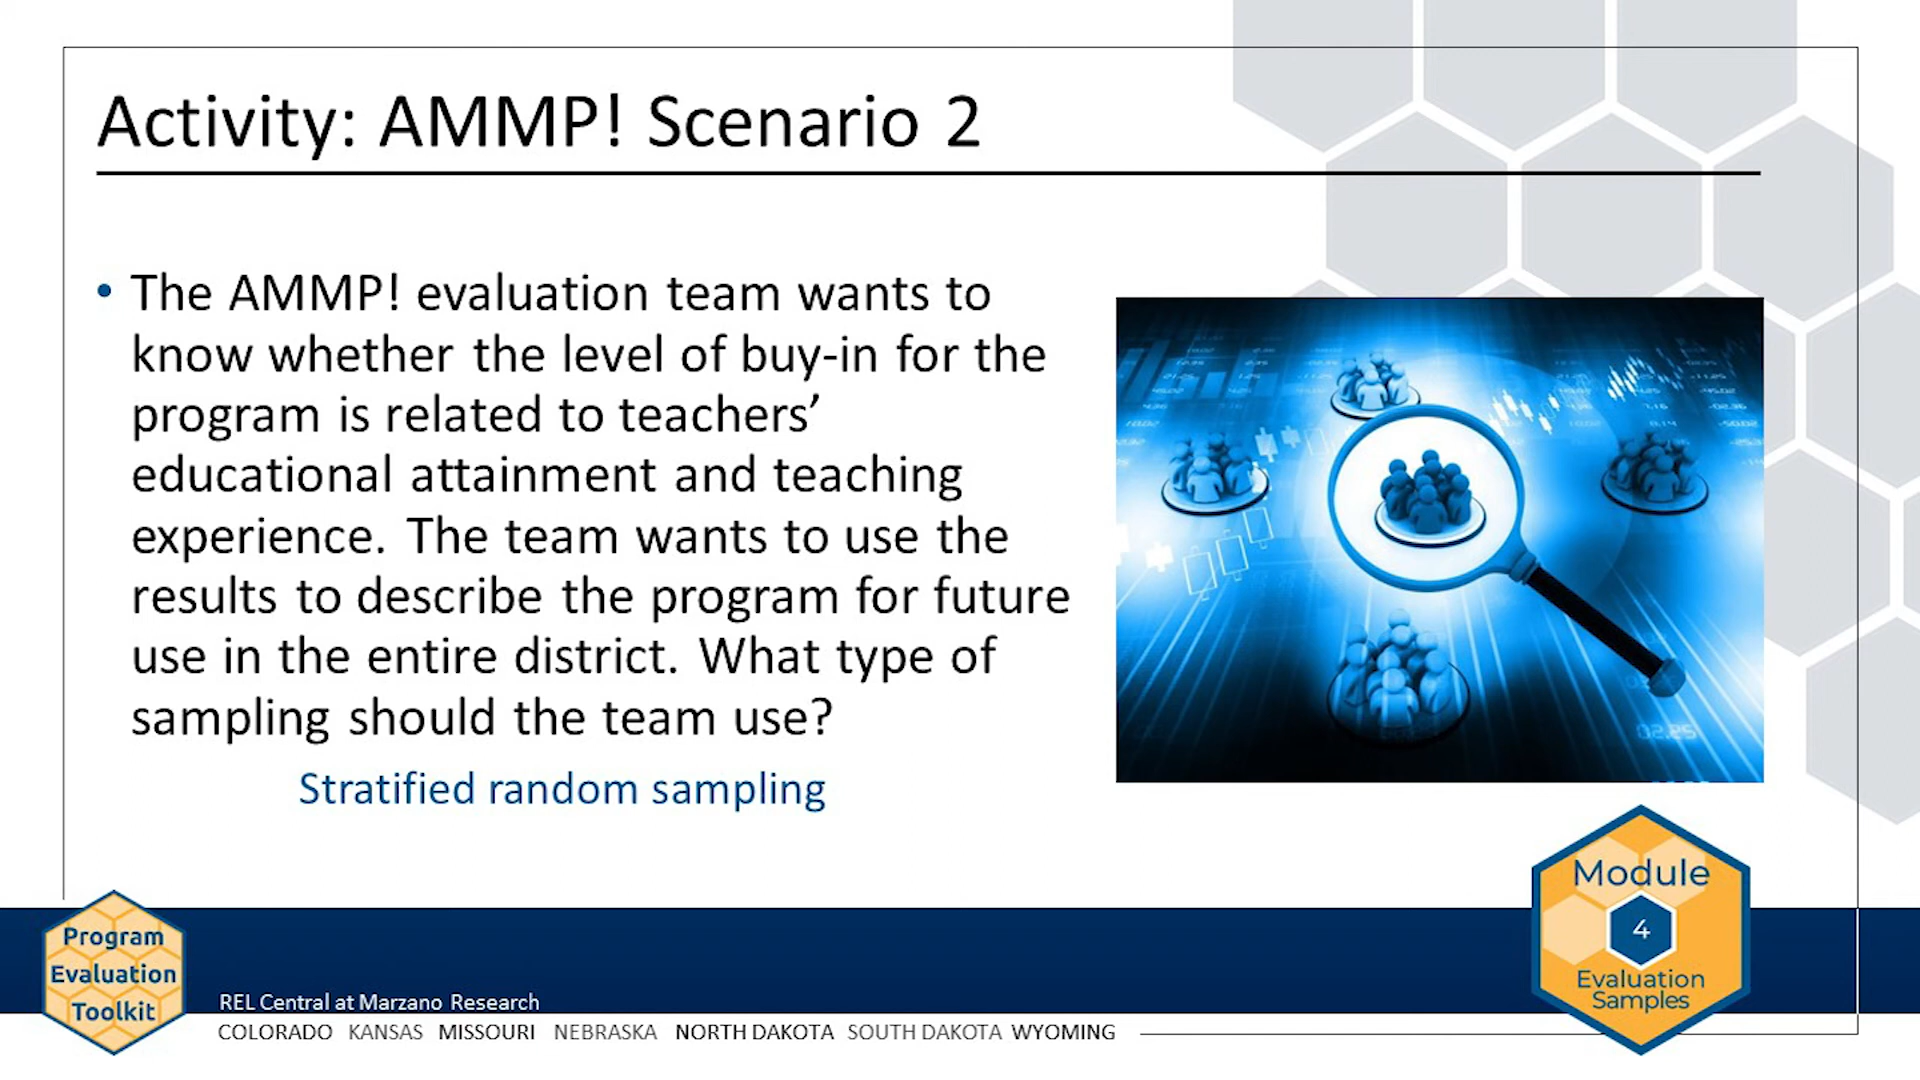 Activity: AMMP! Scenario 2
• The AMMP! evaluation team wants to
know whether the level of buy-in for the
program is related to teachers’
educational attainment and teaching
experience. The team wants to use the
results to describe the program for future
use in the entire district. What type of
sampling should the team use?
Stratified random sampling
02.25
Module
4
Evaluation
Samples
Program
Evaluation
Toolkit
REL Central at Marzano Research
COLORADO KANSAS MISSOURI NEBRASKA NORTH DAKOTA SOUTH DAKOTA WYOMING